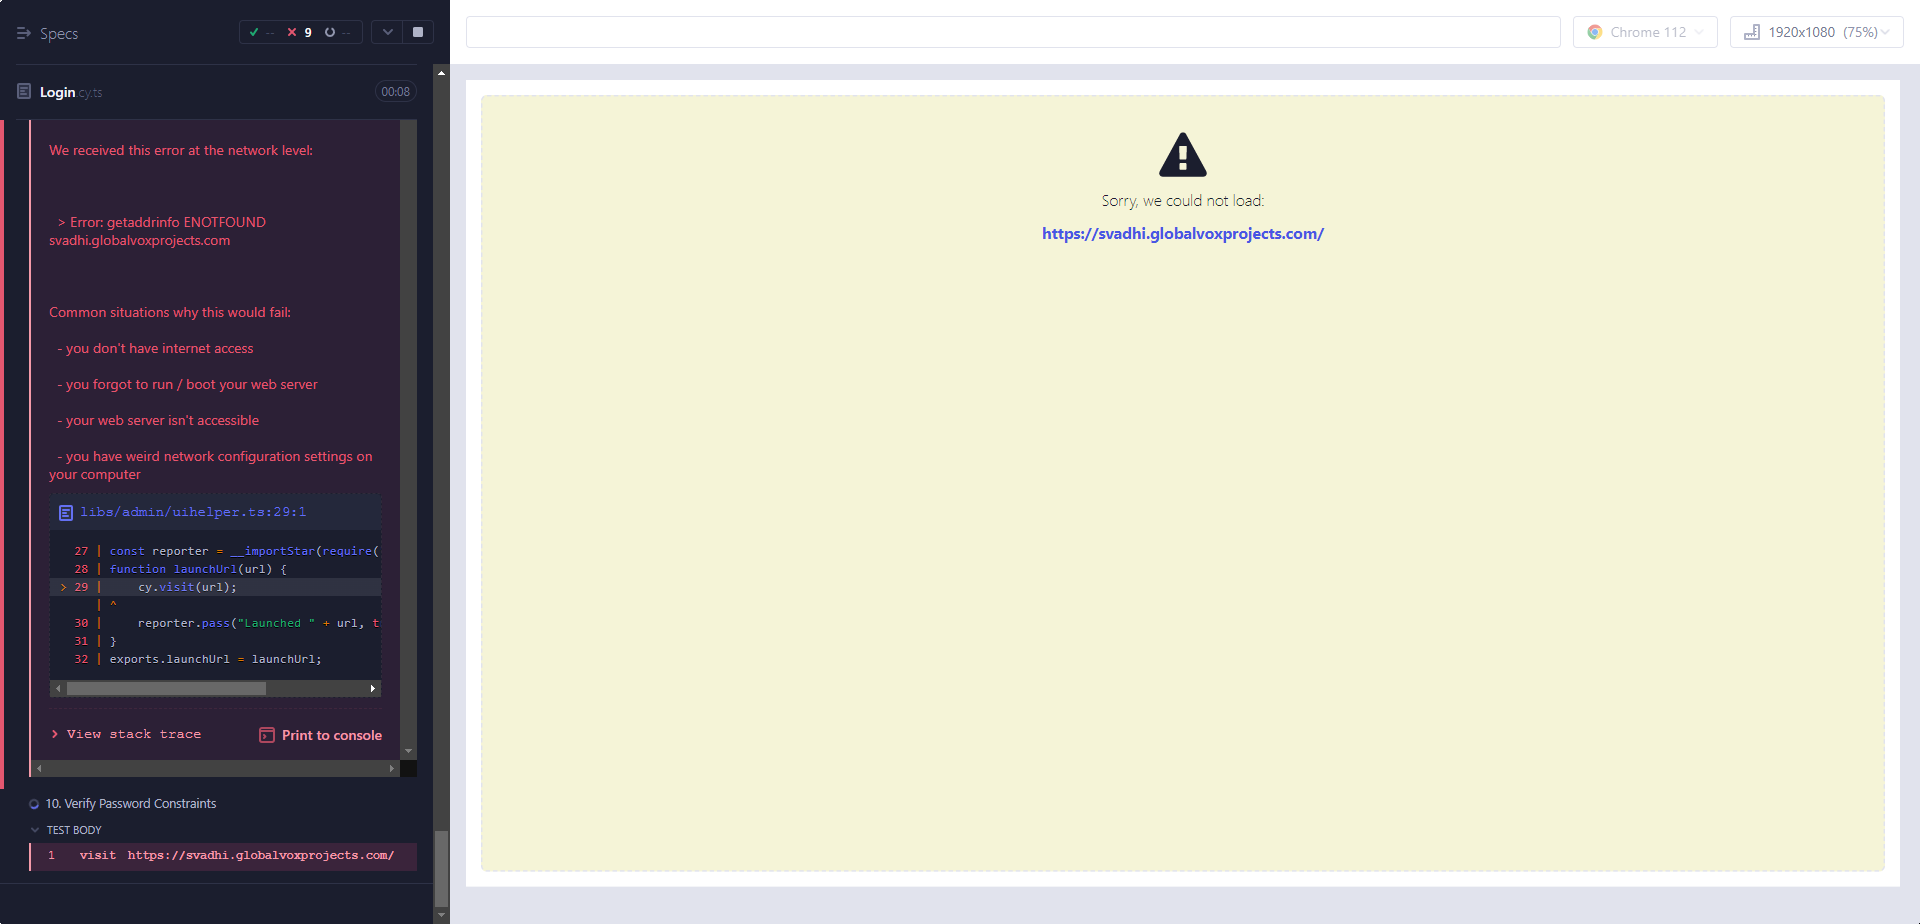 Specs
-- 9 --
Chrome 112
1920x1080 (75%)
Login.cy.ts
00:08
We received this error at the network level:
> Error: getaddrinfo ENOTFOUND
svadhi.globalvoxprojects.com
Common situations why this would fail:
- you don't have internet access
- you forgot to run / boot your web server
- your web server isn't accessible
- you have weird network configuration settings on
your computer
libs/admin/uihelper.ts:29:1
27 | const reporter = __importStar(require(
28 | function launchUrl(url) {
> 29 | cy.visit(url);
| ^
30 | reporter.pass("Launched " + url, t
31 | }
32 | exports.launchUrl = launchUrl;
> View stack trace
Print to console
10. Verify Password Constraints
TEST BODY
1 visit https://svadhi.globalvoxprojects.com/
Sorry, we could not load:
https://svadhi.globalvoxprojects.com/